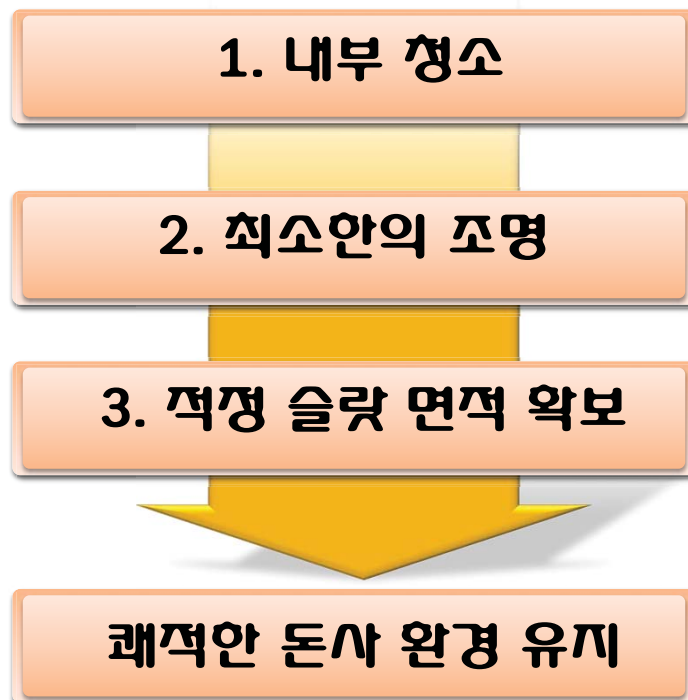 1. 내부 청소
2. 최소한의 조명
3. 적정 슬랏 면적 확보
쾌적한 돈사 환경 유지